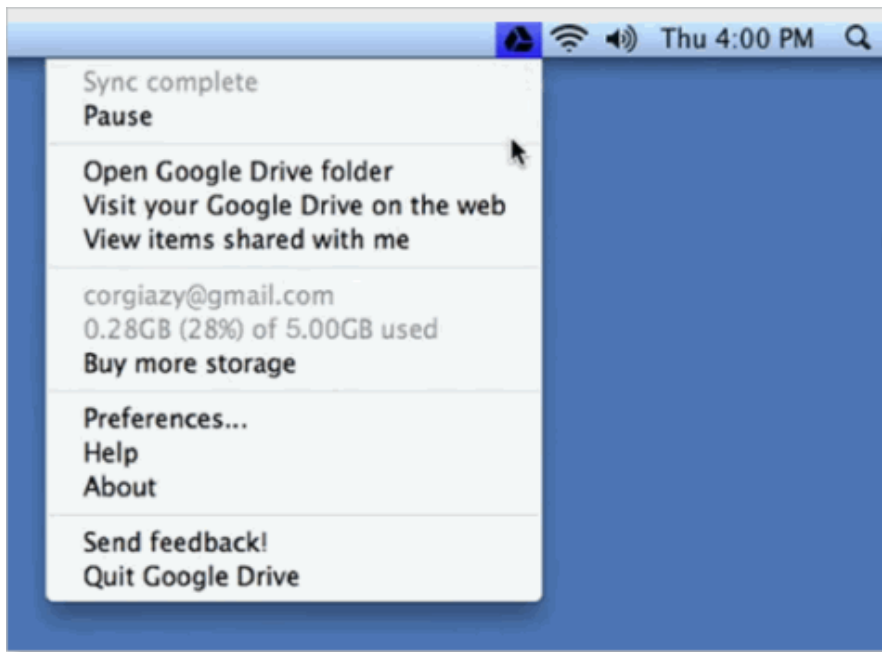 Thu 4:00 PM
Sync complete
Pause
Open Google Drive folder
Visit your Google Drive on the web
View items shared with me
corgiazy@gmail.com
0.28GB (28%) of 5.00GB used
Buy more storage
Preferences...
Help
About
Send feedback!
Quit Google Drive